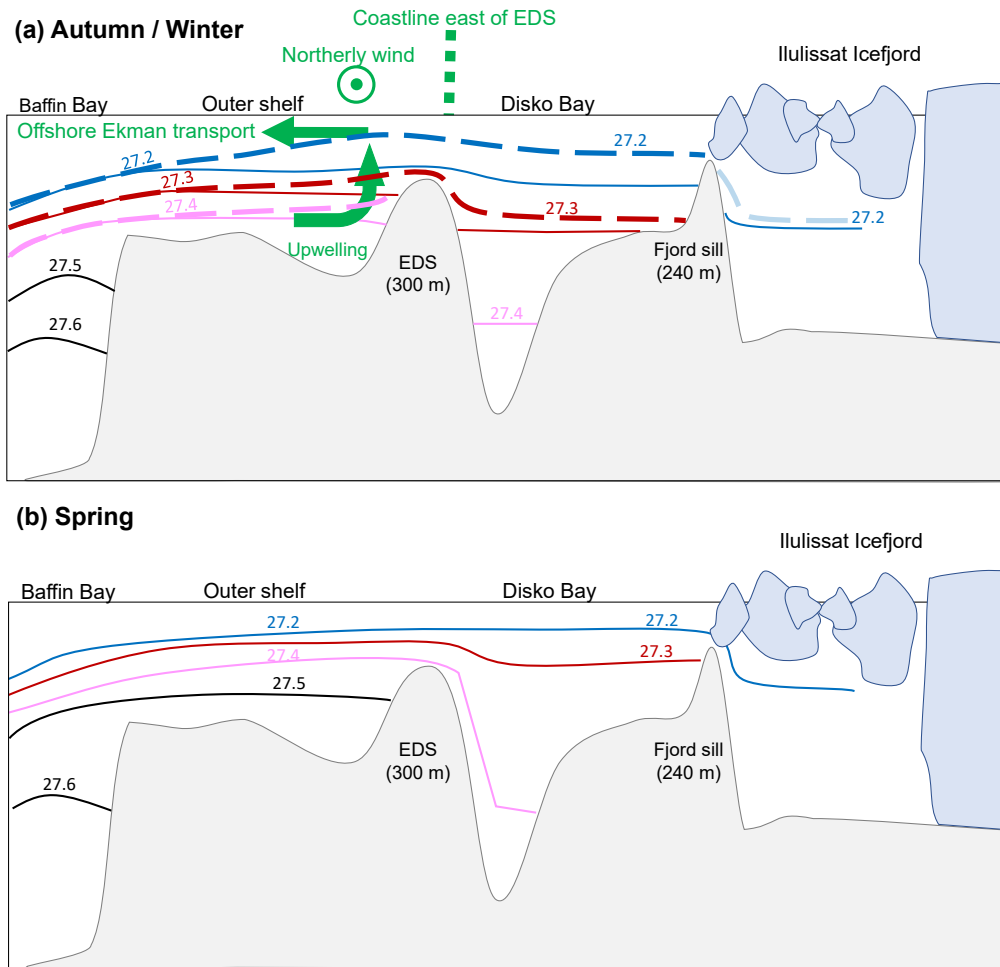 (a) Autumn / Winter
Coastline east of EDS
Northerly wind
Ilulissat Icefjord
Baffin Bay
Outer shelf
Disko Bay
Offshore Ekman transport
27.2
27.2
27.3
27.4
27.3
27.2
Upwelling
27.5
EDS
(300 m)
Fjord sill
(240 m)
27.6
27.4
(b) Spring
Ilulissat Icefjord
Baffin Bay
Outer shelf
Disko Bay
27.2
27.2
27.4
27.3
27.5
EDS
(300 m)
Fjord sill
(240 m)
27.6